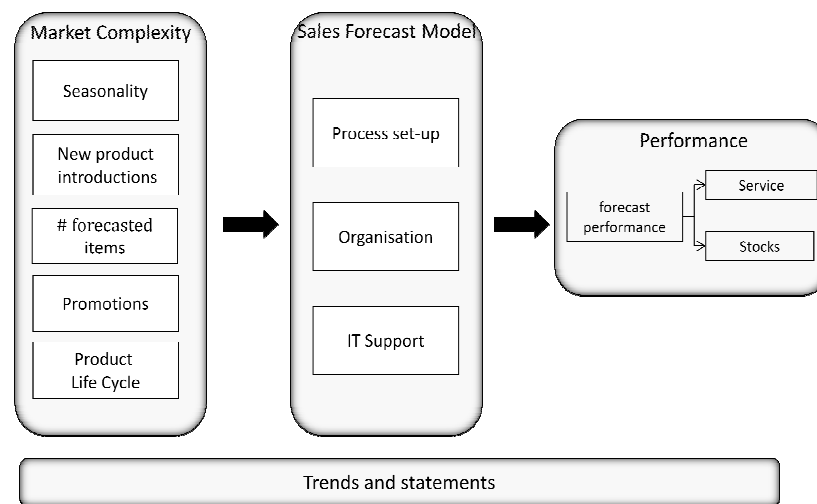 Market Complexity
Seasonality
New product
introductions
# forecasted
items
Promotions
Product
Life Cycle
Sales Forecast Model
Process set-up
Organisation
IT Support
Performance
forecast
performance
Service
Stocks
Trends and statements